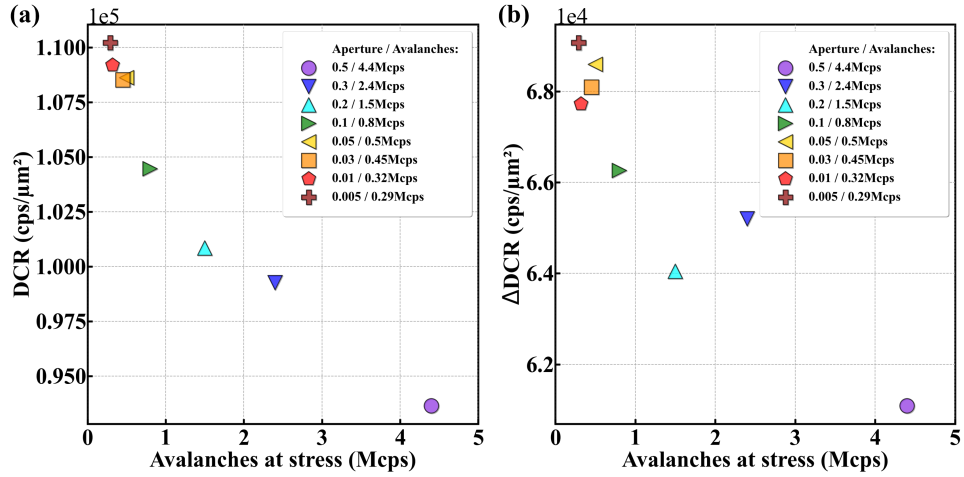 (a)
1e5
1.100
1.075
1.050
1.025
1.000
0.975
0.950
DCR (cps/μm²)
0 1 2 3 4 5
Avalanches at stress (Mcps)
Aperture / Avalanches:
0.5 / 4.4Mcps
0.3 / 2.4Mcps
0.2 / 1.5Mcps
0.1 / 0.8Mcps
0.05 / 0.5Mcps
0.03 / 0.45Mcps
0.01 / 0.32Mcps
0.005 / 0.29Mcps
(b)
1e4
6.8
6.6
6.4
6.2
ΔDCR (cps/μm²)
0 1 2 3 4 5
Avalanches at stress (Mcps)
Aperture / Avalanches:
0.5 / 4.4Mcps
0.3 / 2.4Mcps
0.2 / 1.5Mcps
0.1 / 0.8Mcps
0.05 / 0.5Mcps
0.03 / 0.45Mcps
0.01 / 0.32Mcps
0.005 / 0.29Mcps